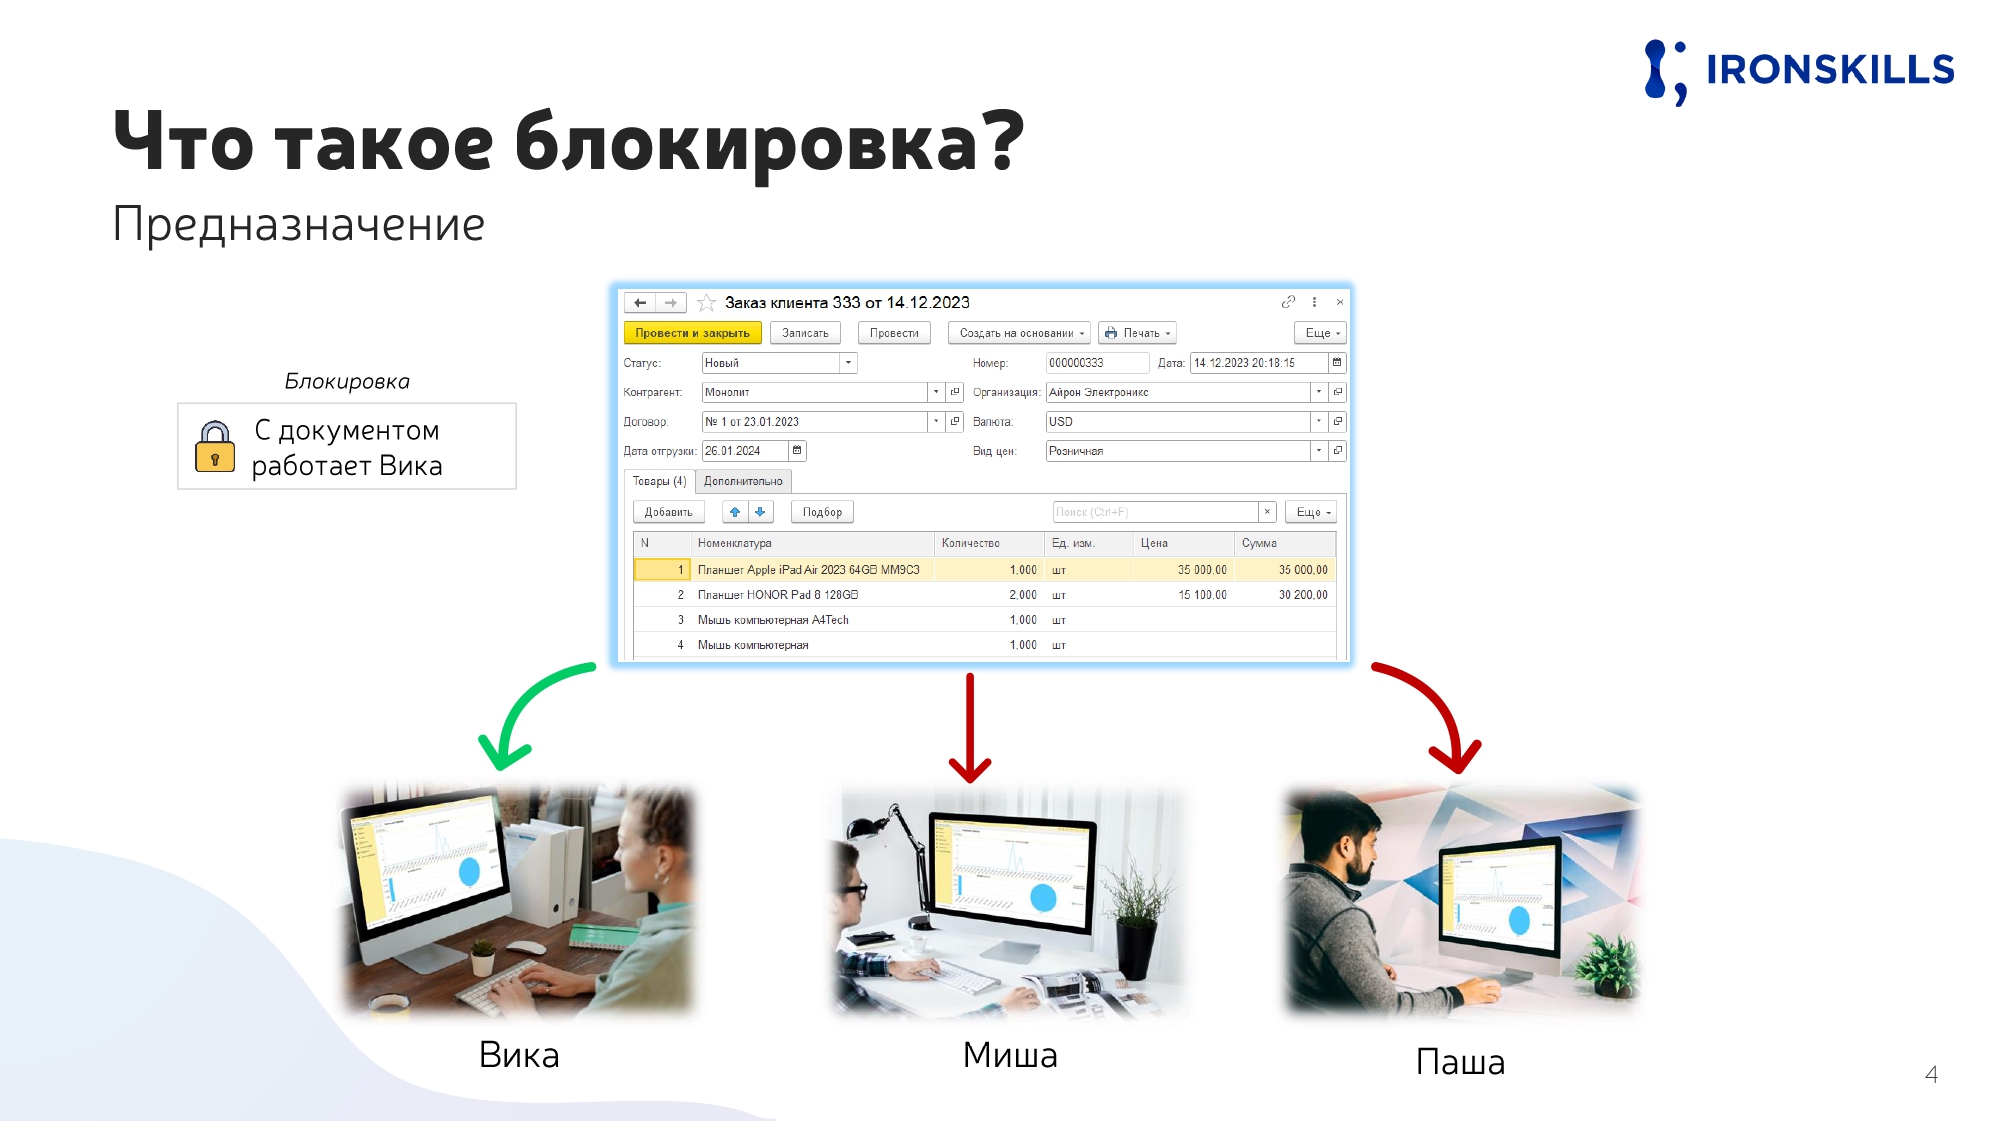 IRONSKILLS
Что такое блокировка?
Предназначение
Заказ клиента 333 от 14.12.2023
Провести и закрыть Записать Провести Создать на основании Печать Еще
Статус: Новый Номер: 000000333 Дата: 14.12.2023 20:18:15
Контрагент: Монолит Организация: Айрон Электроникс
Договор: № 1 от 23.01.2023 Валюта: USD
Дата отгрузки: 26.01.2024 Вид цен: Розничная
Товары (4) Дополнительно
Добавить Подбор Поиск (Ctrl+F) × Еще
N Номенклатура Количество Ед. изм. Цена Сумма
1 Планшет Apple iPad Air 2023 64GB MM9C3 1,000 шт 35 000,00 35 000,00
2 Планшет HONOR Pad 8 128GB 2,000 шт 15 100,00 30 200,00
3 Мышь компьютерная A4Tech 1,000 шт
4 Мышь компьютерная 1,000 шт
Блокировка
С документом
работает Вика
Вика
Миша
Паша
4